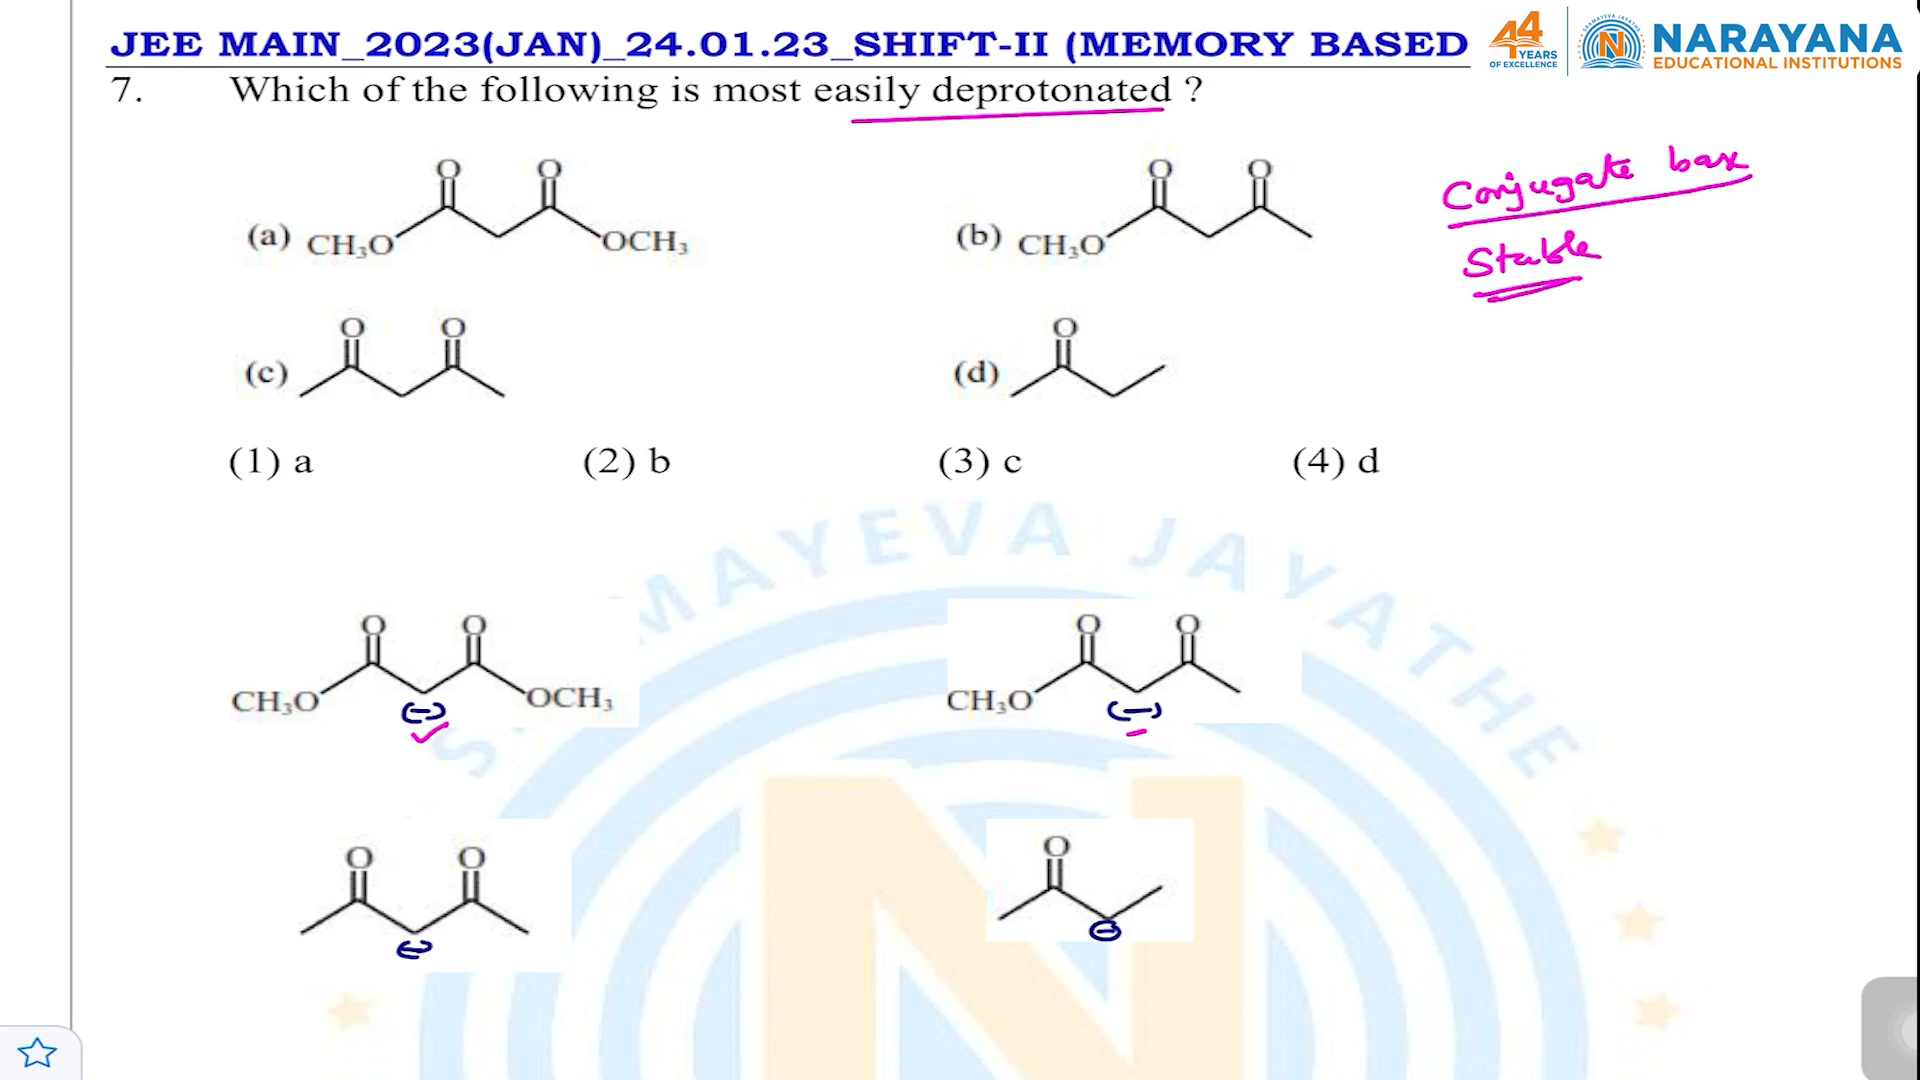 JEE MAIN_2023(JAN)_24.01.23_SHIFT-II (MEMORY BASED
44 YEARS OF EXCELLENCE
NARAYANA
EDUCATIONAL INSTITUTIONS
7. Which of the following is most easily deprotonated ?
O O O O
(a) CH₃O OCH₃ (b) CH₃O
Conjugate base
Stable
O O O
(c) (d)
(1) a (2) b (3) c (4) d
SAMAYEVA JAYATHE
O O O O
CH₃O (-) OCH₃ CH₃O (-)
O O O
(-) ⊖
N